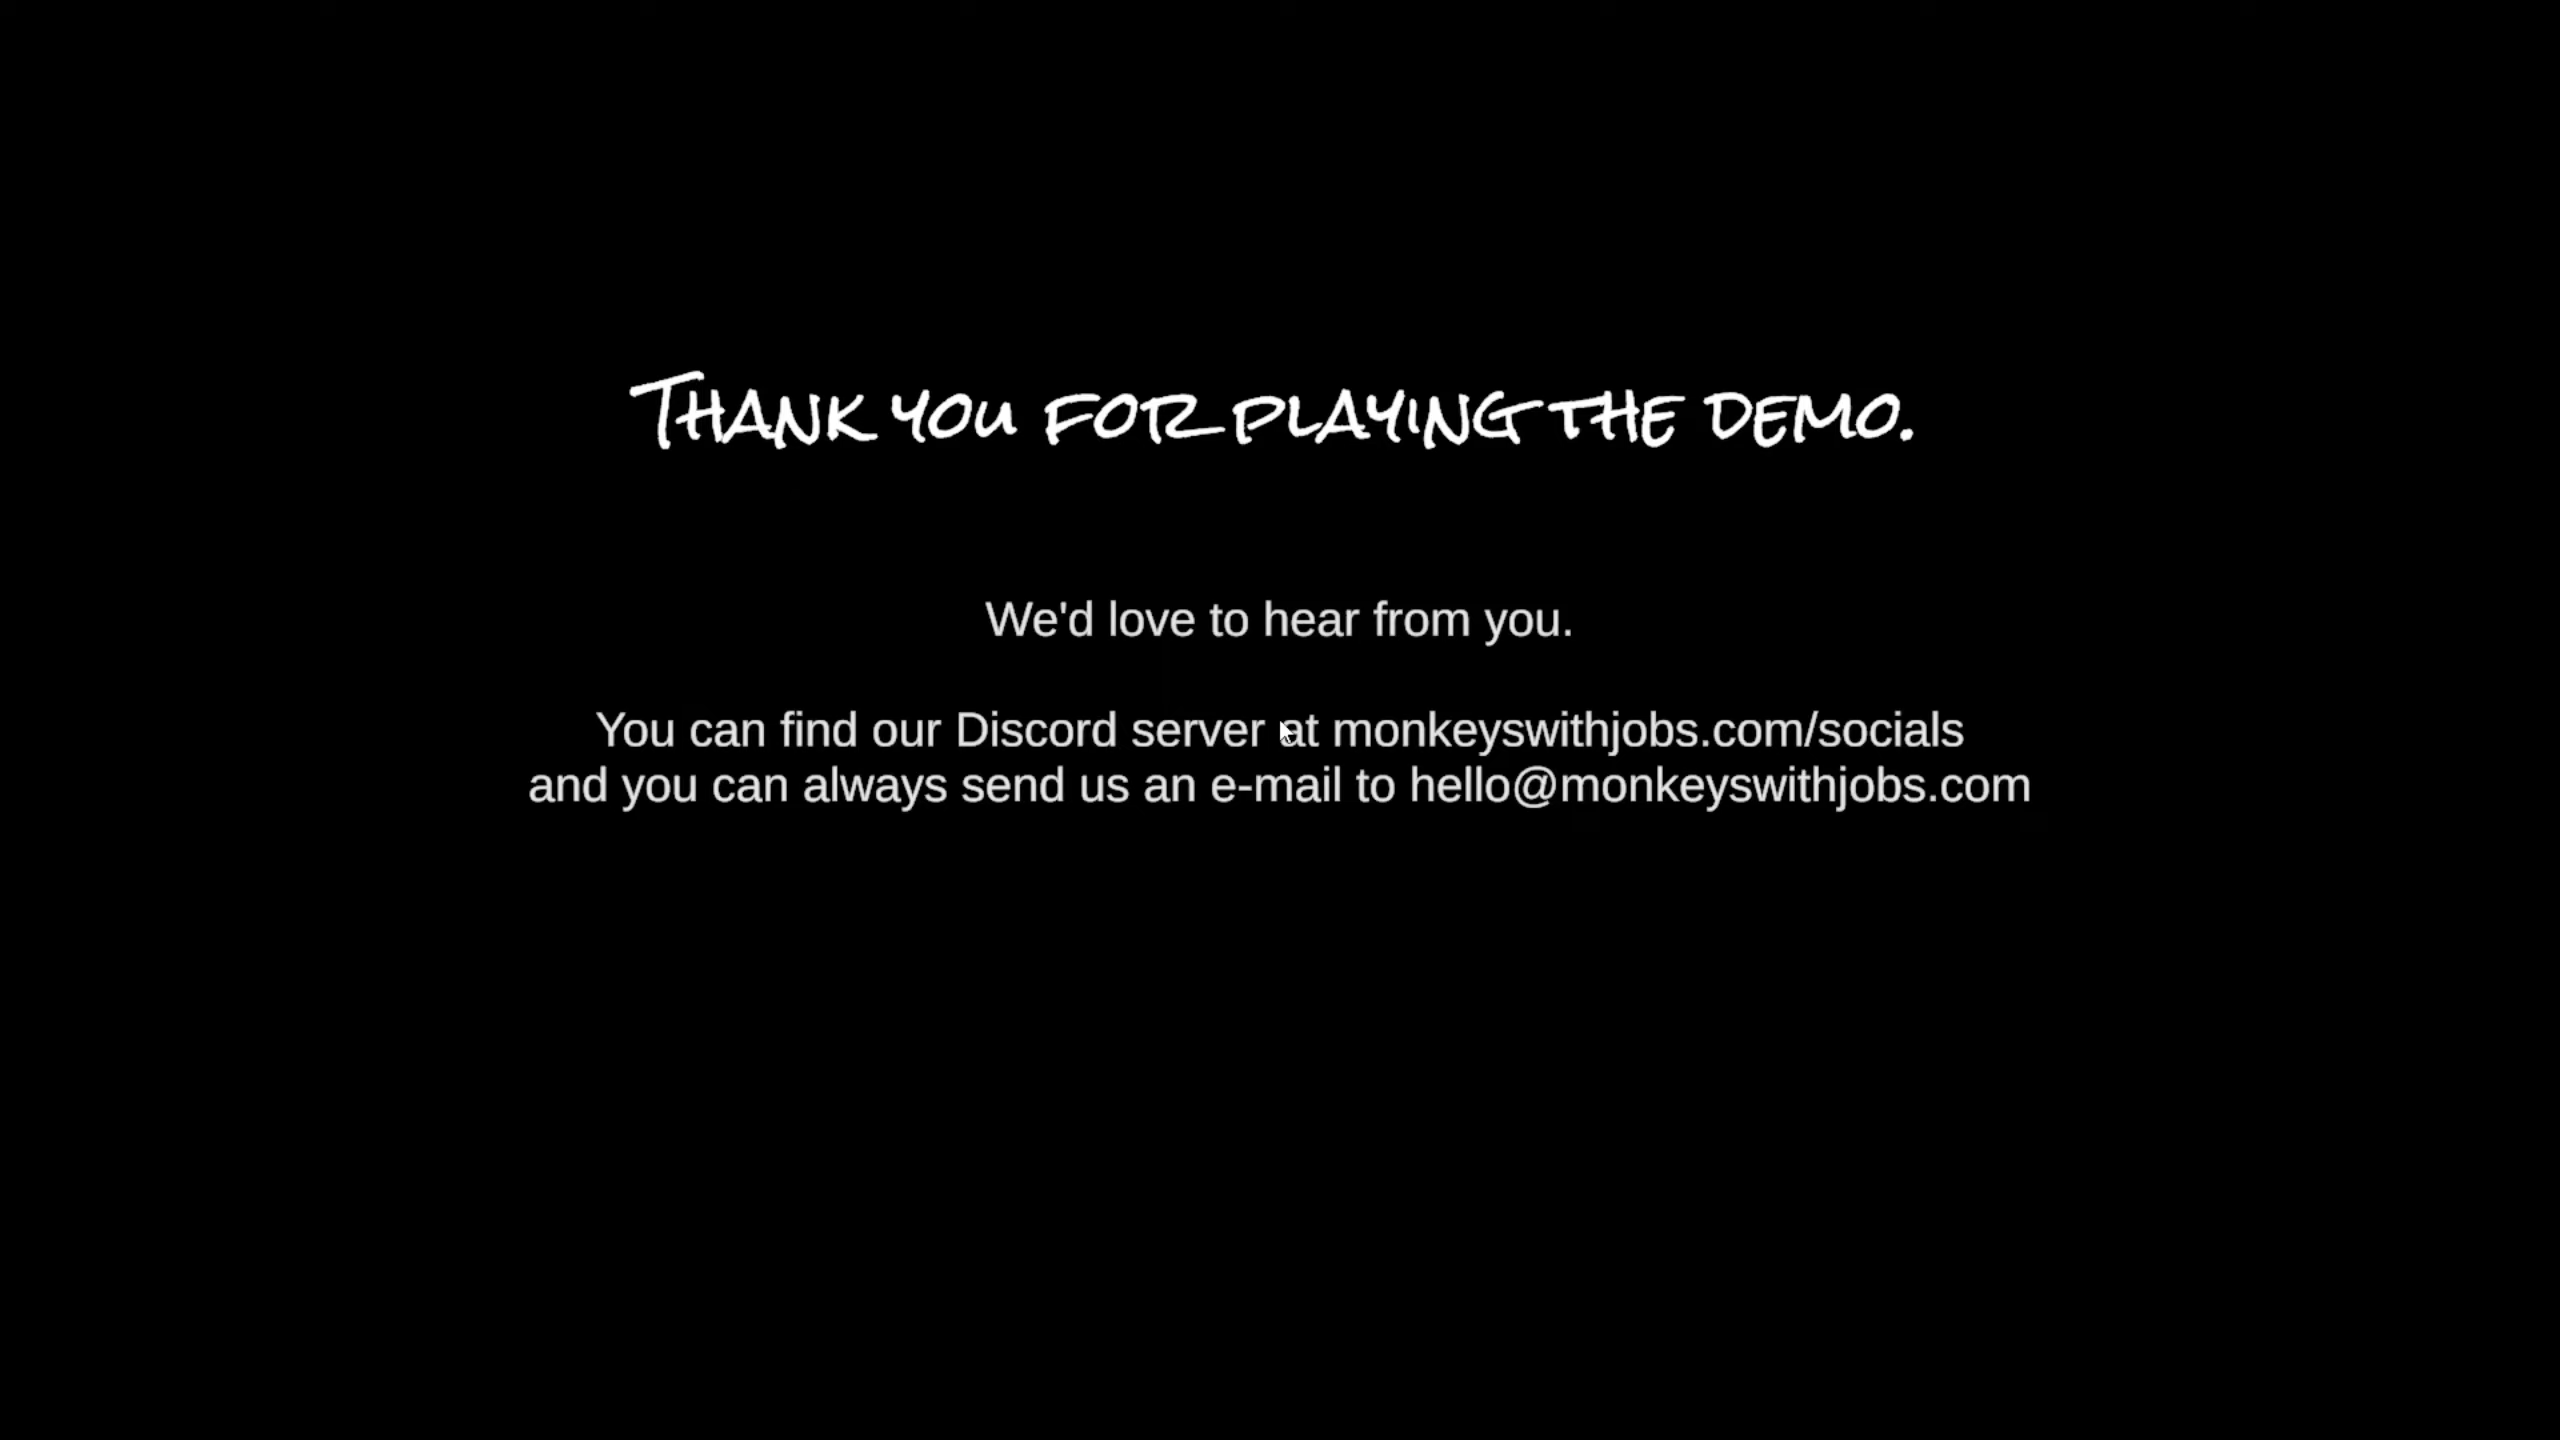 Thank you for playing the demo.
We'd love to hear from you.
You can find our Discord server at monkeyswithjobs.com/socials
and you can always send us an e-mail to hello@monkeyswithjobs.com